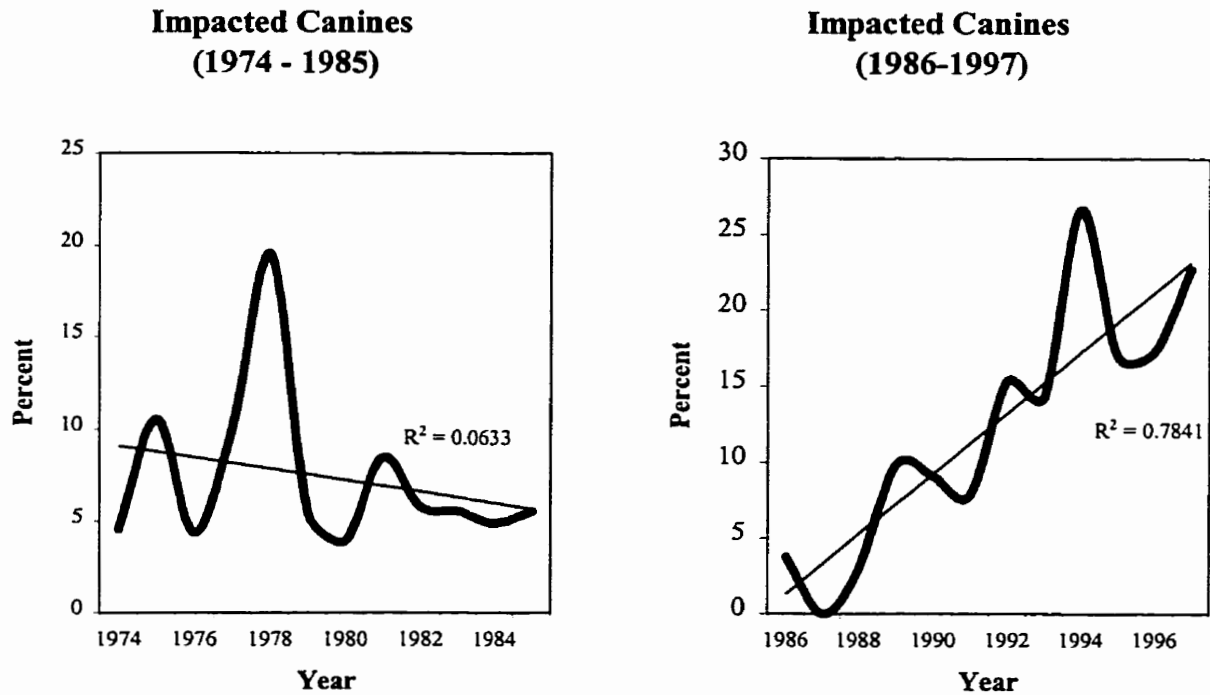 Impacted Canines
(1974 - 1985)
25
20
15
10
5
0
Percent
R² = 0.0633
1974 1976 1978 1980 1982 1984
Year
Impacted Canines
(1986-1997)
30
25
20
15
10
5
0
Percent
R² = 0.7841
1986 1988 1990 1992 1994 1996
Year